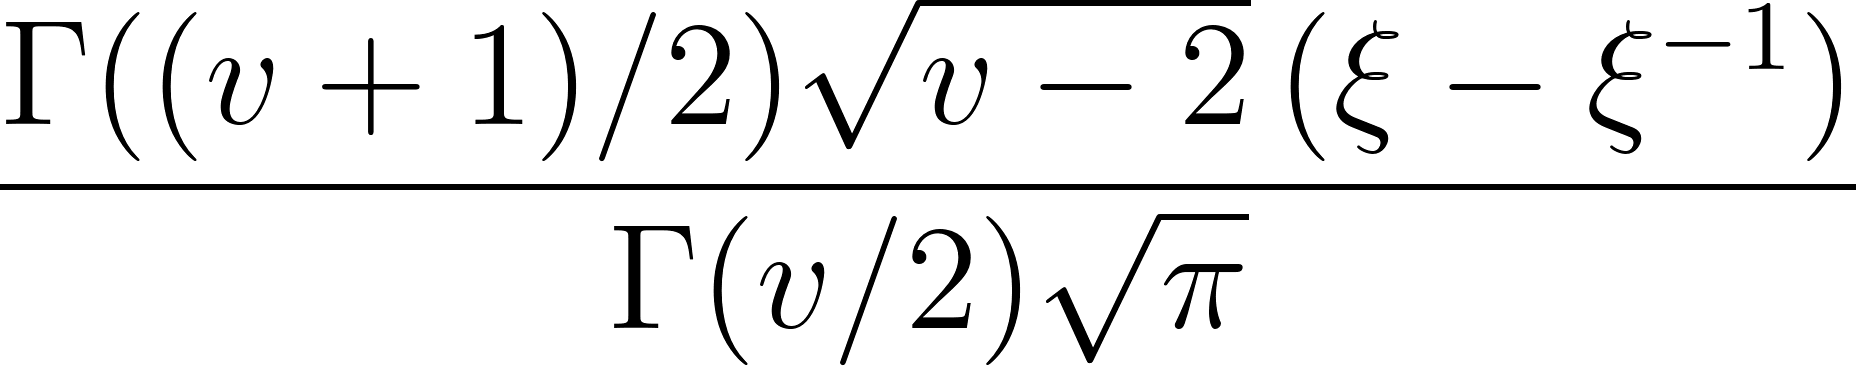 Γ((v + 1)/2)√(v − 2) (ξ − ξ⁻¹)
Γ(v/2)√π